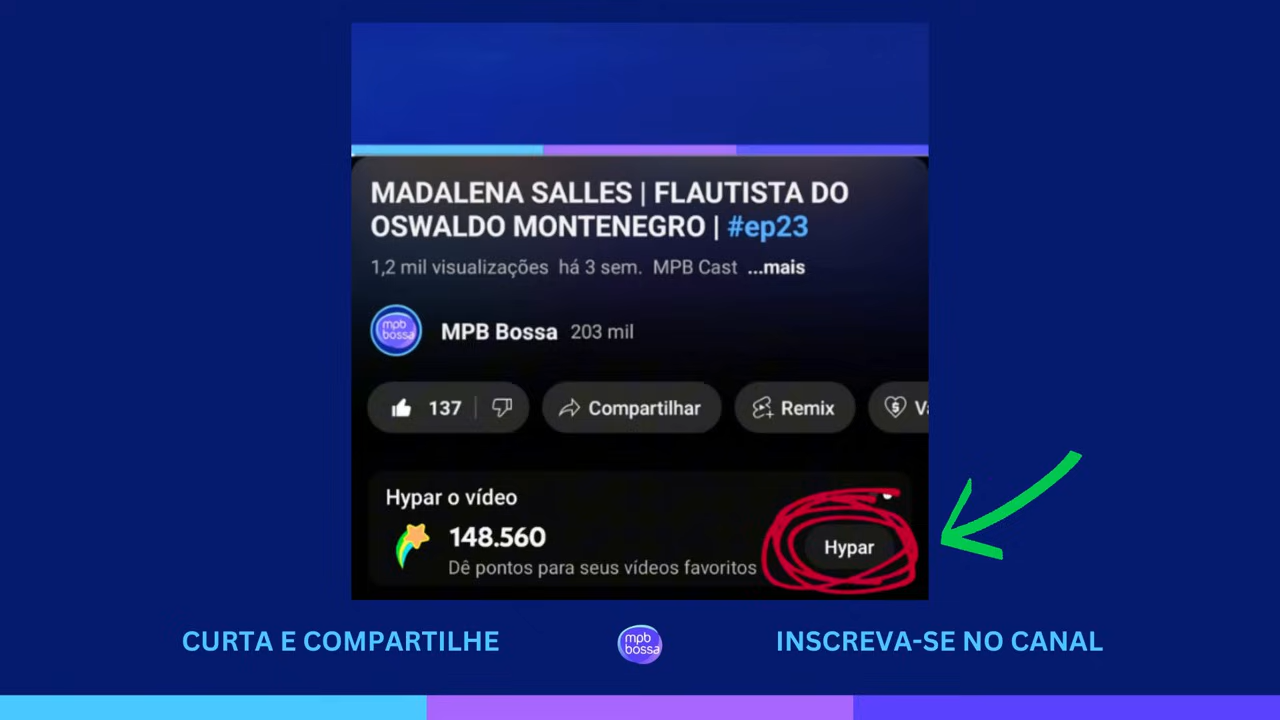 MADALENA SALLES | FLAUTISTA DO
OSWALDO MONTENEGRO | #ep23
1,2 mil visualizações há 3 sem. MPB Cast ...mais
mpb
bossa
MPB Bossa 203 mil
137 Compartilhar Remix
Hypar o vídeo
148.560
Dê pontos para seus vídeos favoritos
Hypar
CURTA E COMPARTILHE
mpb
bossa
INSCREVA-SE NO CANAL